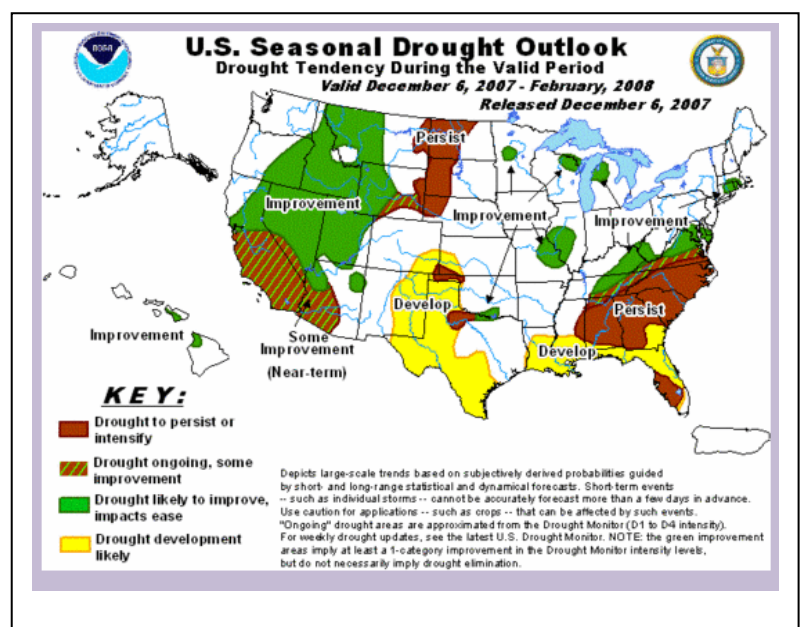 NOAA
U.S. Seasonal Drought Outlook
Drought Tendency During the Valid Period
Valid December 6, 2007 - February, 2008
Released December 6, 2007
Persist
Improvement
Improvement
Improvement
Develop
Persist
Improvement
Some
Improvement
(Near-term)
Develop
KEY:
Drought to persist or
intensify
Drought ongoing, some
improvement
Drought likely to improve,
impacts ease
Drought development
likely
Depicts large-scale trends based on subjectively derived probabilities guided
by short- and long-range statistical and dynamical forecasts. Short-term events
-- such as individual storms -- cannot be accurately forecast more than a few days in advance.
Use caution for applications -- such as crops -- that can be affected by such events.
"Ongoing" drought areas are approximated from the Drought Monitor (D1 to D4 intensity).
For weekly drought updates, see the latest U.S. Drought Monitor. NOTE: the green improvement
areas imply at least a 1-category improvement in the Drought Monitor intensity levels,
but do not necessarily imply drought elimination.